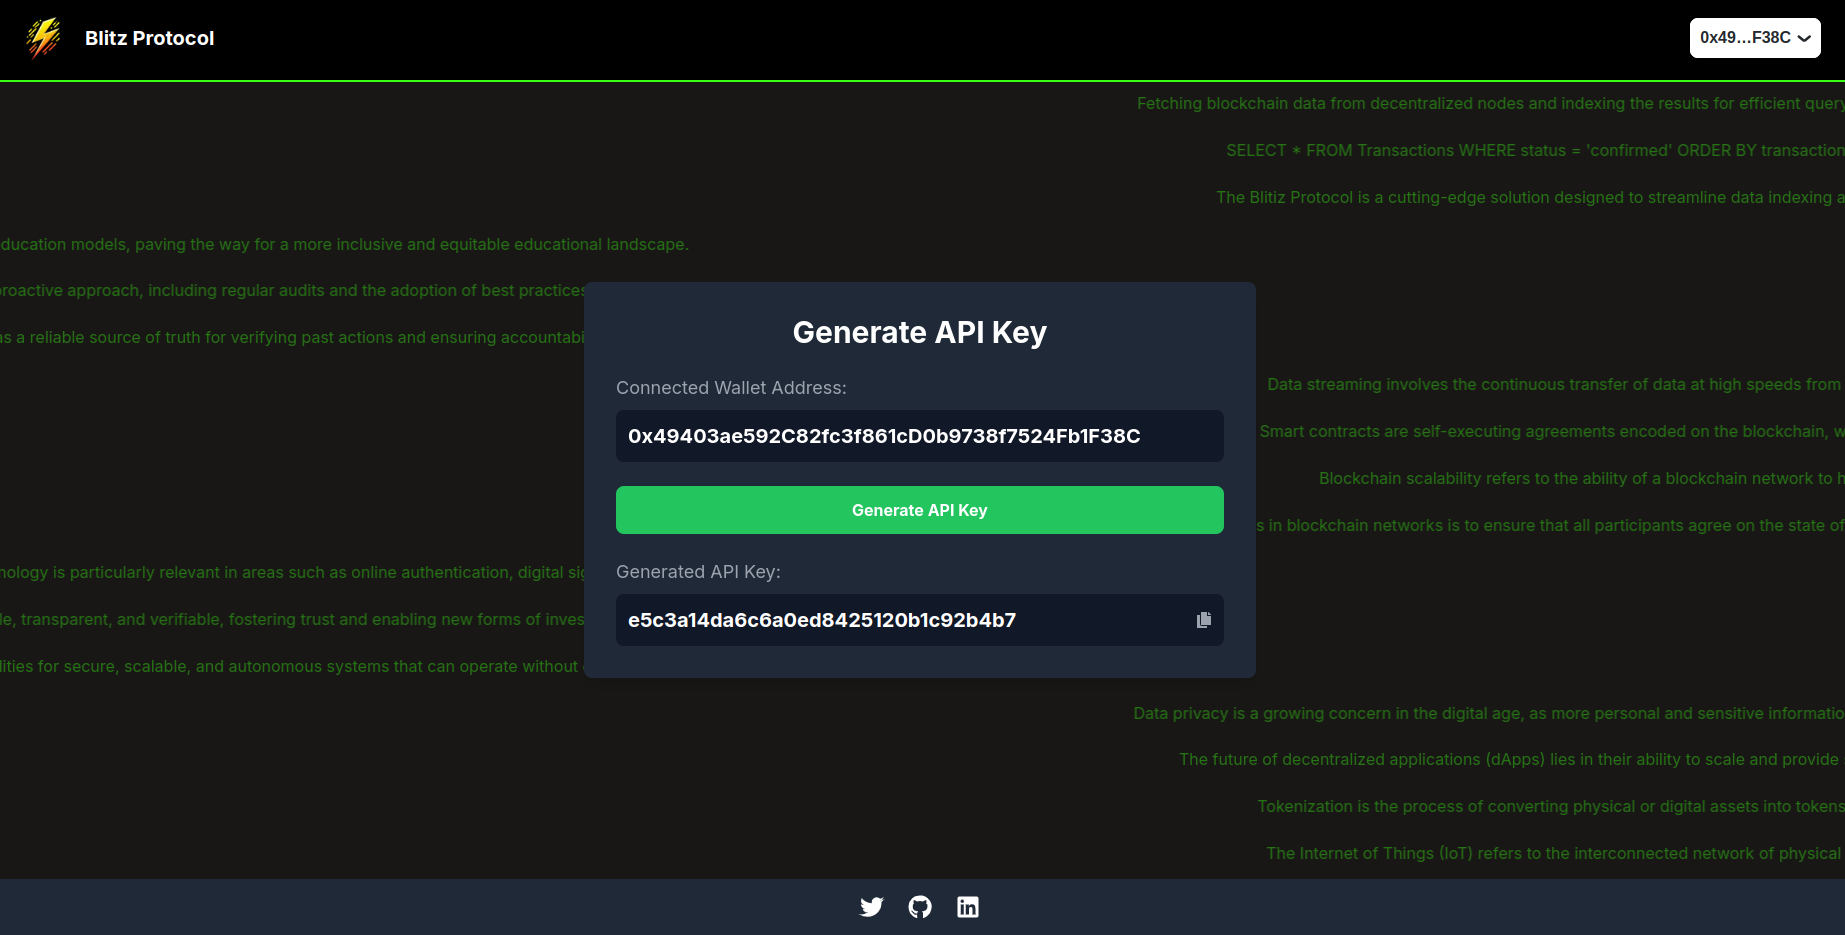 Blitz Protocol
0x49...F38C
Fetching blockchain data from decentralized nodes and indexing the results for efficient query
SELECT * FROM Transactions WHERE status = 'confirmed' ORDER BY transaction
The Blitiz Protocol is a cutting-edge solution designed to streamline data indexing a
ducation models, paving the way for a more inclusive and equitable educational landscape.
roactive approach, including regular audits and the adoption of best practices
as a reliable source of truth for verifying past actions and ensuring accountabi
Generate API Key
Connected Wallet Address:
0x49403ae592C82fc3f861cD0b9738f7524Fb1F38C
Generate API Key
Generated API Key:
e5c3a14da6c6a0ed8425120b1c92b4b7
Data streaming involves the continuous transfer of data at high speeds from
Smart contracts are self-executing agreements encoded on the blockchain, w
Blockchain scalability refers to the ability of a blockchain network to h
s in blockchain networks is to ensure that all participants agree on the state of
nology is particularly relevant in areas such as online authentication, digital sig
le, transparent, and verifiable, fostering trust and enabling new forms of inves
lities for secure, scalable, and autonomous systems that can operate without
Data privacy is a growing concern in the digital age, as more personal and sensitive informatio
The future of decentralized applications (dApps) lies in their ability to scale and provide
Tokenization is the process of converting physical or digital assets into tokens
The Internet of Things (IoT) refers to the interconnected network of physical